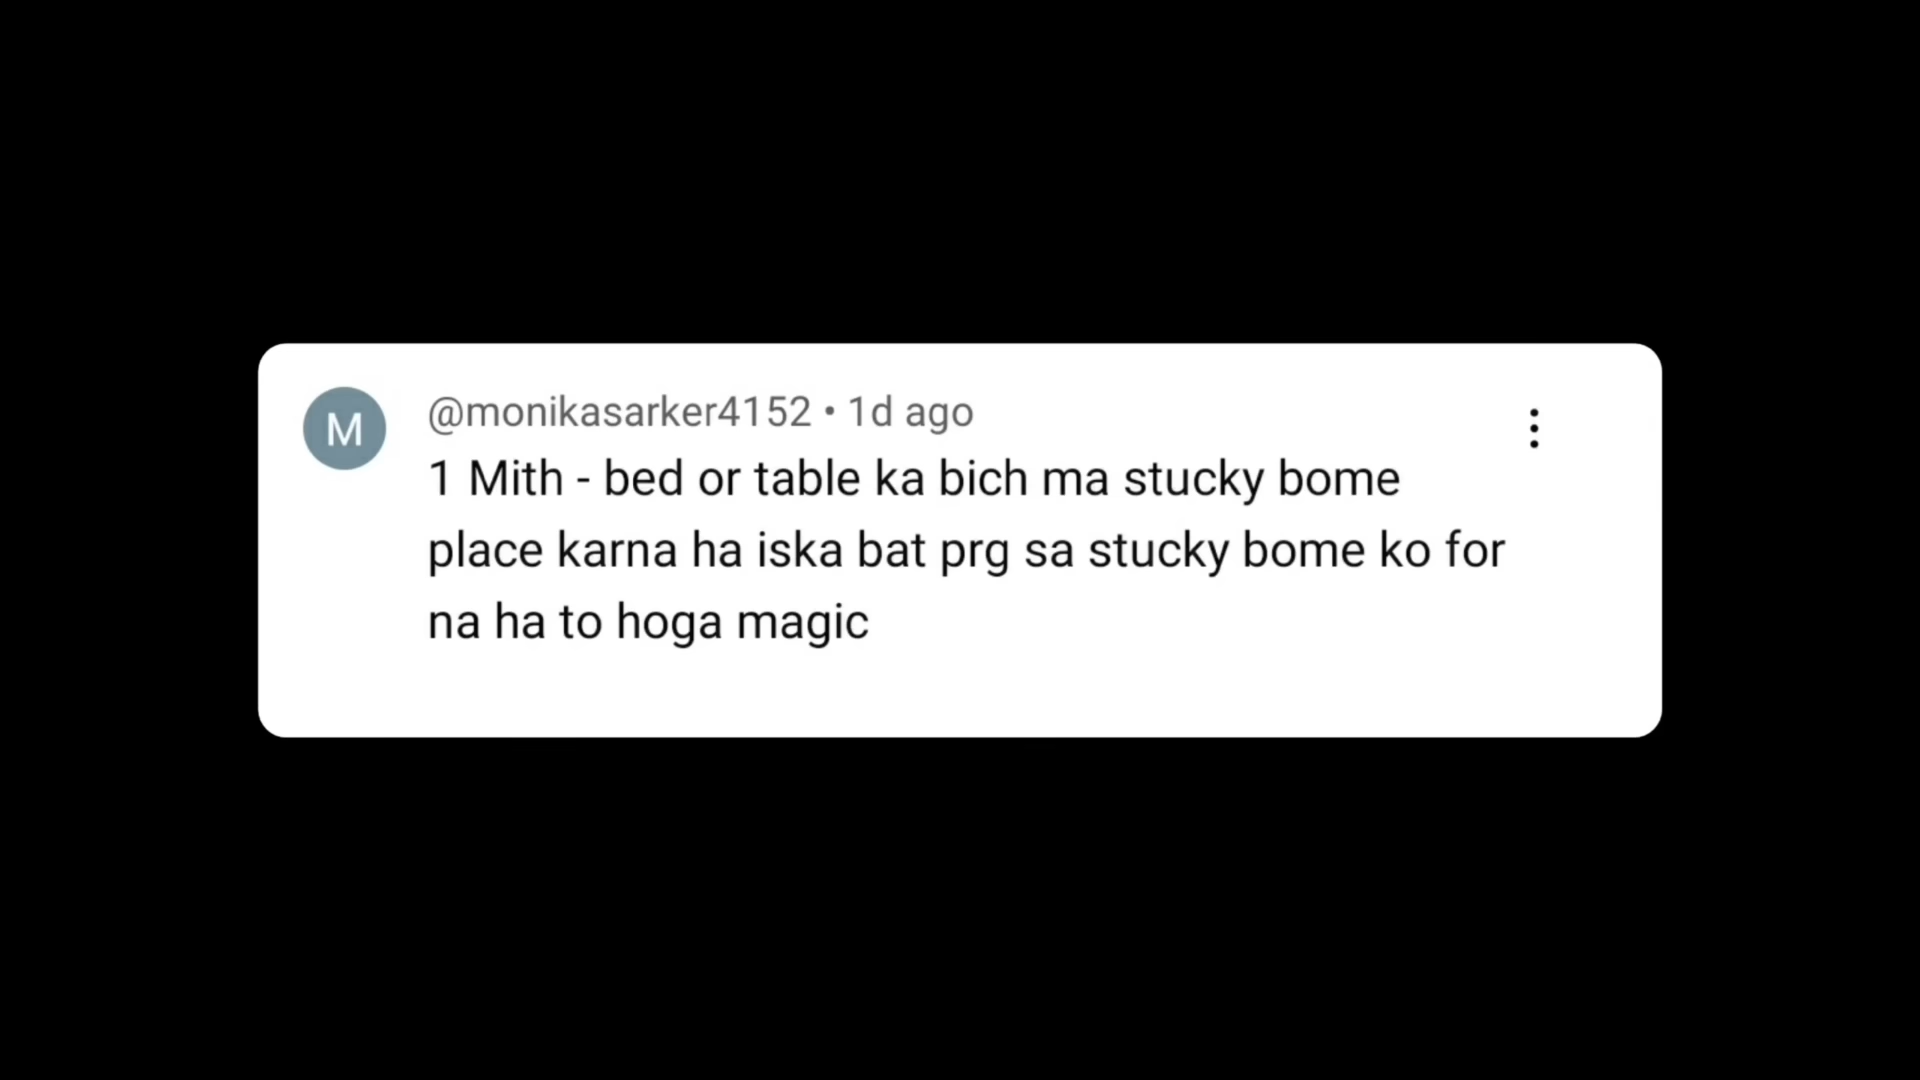 M
@monikasarker4152 • 1d ago
1 Mith - bed or table ka bich ma stucky bome
place karna ha iska bat prg sa stucky bome ko for
na ha to hoga magic